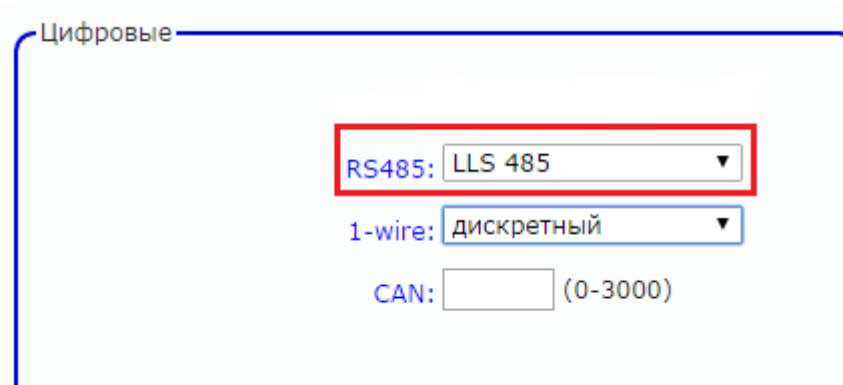 Цифровые
RS485: LLS 485
1-wire: дискретный
CAN: (0-3000)